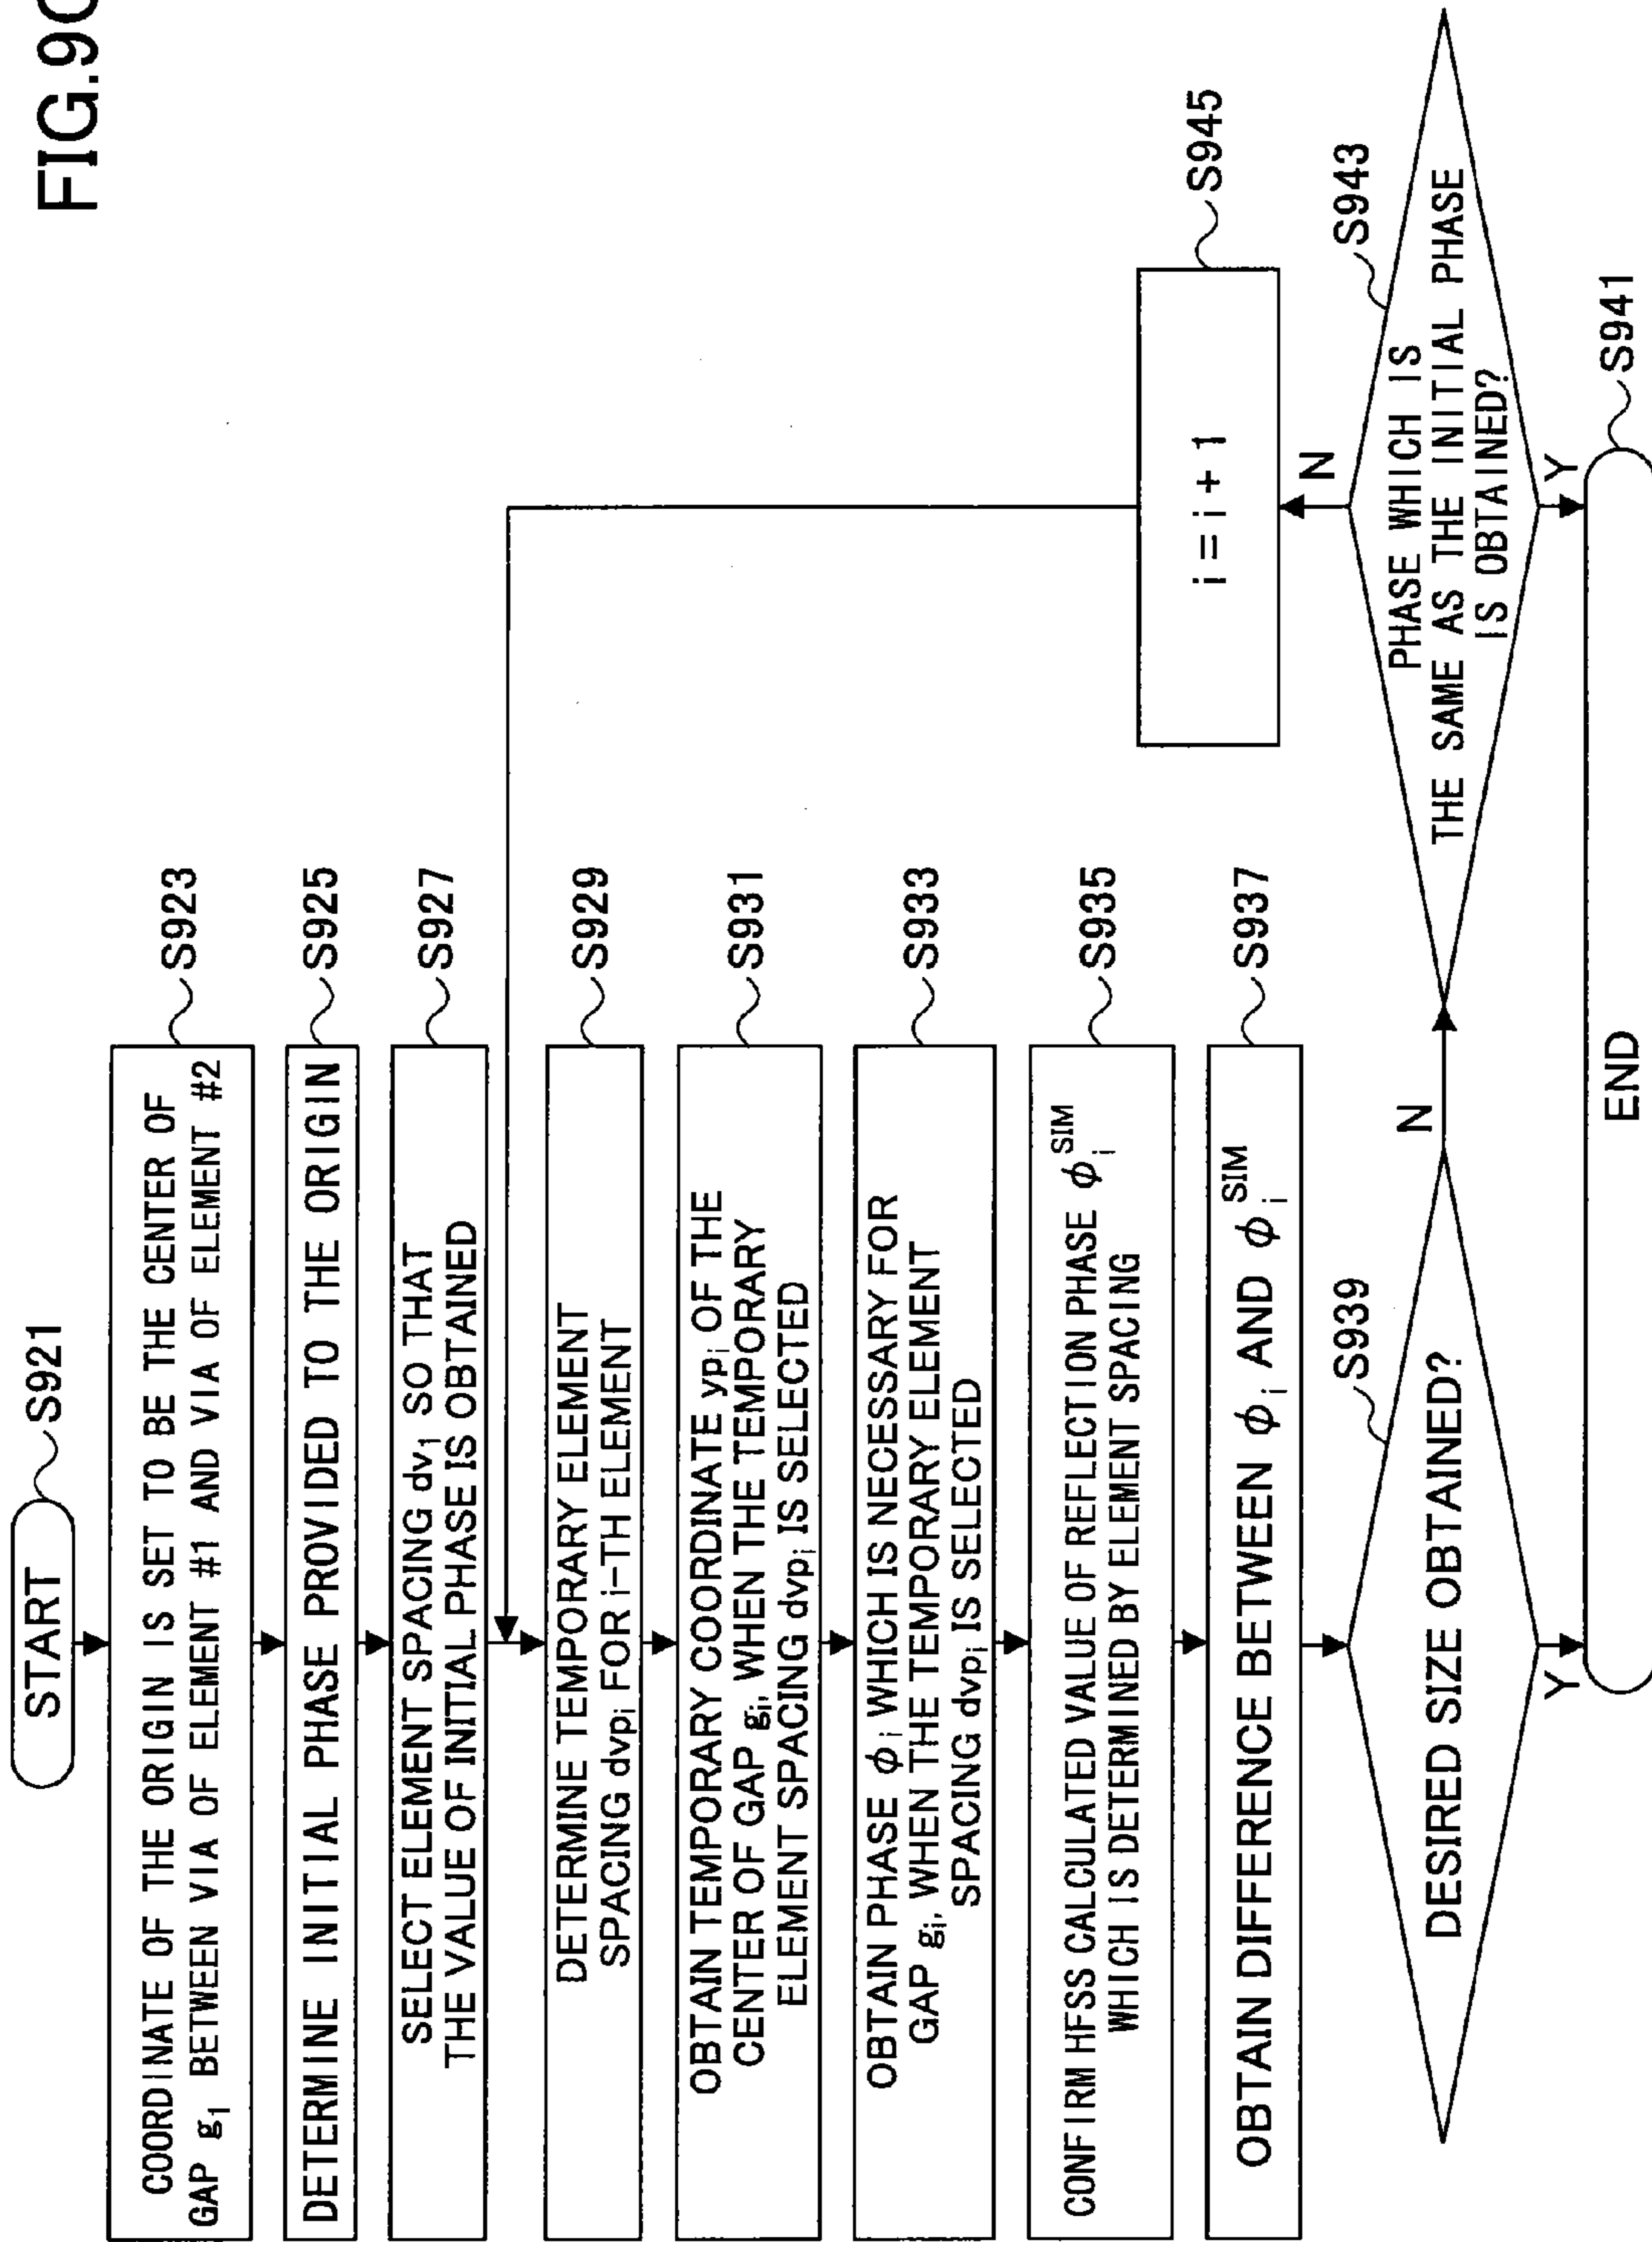 FIG.9C
START
S921
COORDINATE OF THE ORIGIN IS SET TO BE THE CENTER OF
GAP g1 BETWEEN VIA OF ELEMENT #1 AND VIA OF ELEMENT #2
S923
DETERMINE INITIAL PHASE PROVIDED TO THE ORIGIN
S925
SELECT ELEMENT SPACING dv1 SO THAT
THE VALUE OF INITIAL PHASE IS OBTAINED
S927
DETERMINE TEMPORARY ELEMENT
SPACING dvpi FOR i-TH ELEMENT
S929
OBTAIN TEMPORARY COORDINATE ypi OF THE
CENTER OF GAP gi, WHEN THE TEMPORARY
ELEMENT SPACING dvpi IS SELECTED
S931
OBTAIN PHASE ϕi WHICH IS NECESSARY FOR
GAP gi, WHEN THE TEMPORARY ELEMENT
SPACING dvpi IS SELECTED
S933
CONFIRM HFSS CALCULATED VALUE OF REFLECTION PHASE ϕi SIM
WHICH IS DETERMINED BY ELEMENT SPACING
S935
OBTAIN DIFFERENCE BETWEEN ϕi AND ϕi SIM
S937
DESIRED SIZE OBTAINED?
S939
N
Y
PHASE WHICH IS
THE SAME AS THE INITIAL PHASE
IS OBTAINED?
S943
N
Y
i = i + 1
S945
END
S941